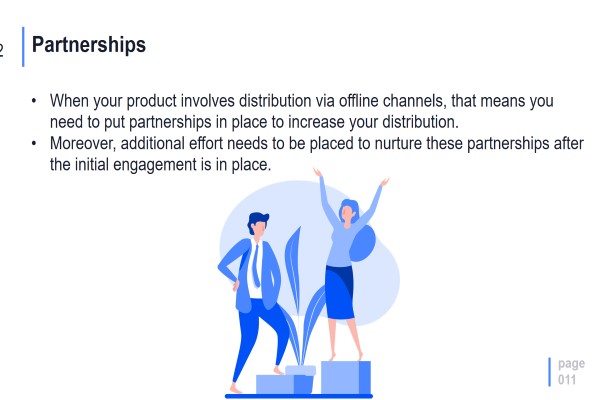 2
Partnerships
• When your product involves distribution via offline channels, that means you
need to put partnerships in place to increase your distribution.
• Moreover, additional effort needs to be placed to nurture these partnerships after
the initial engagement is in place.
page
011